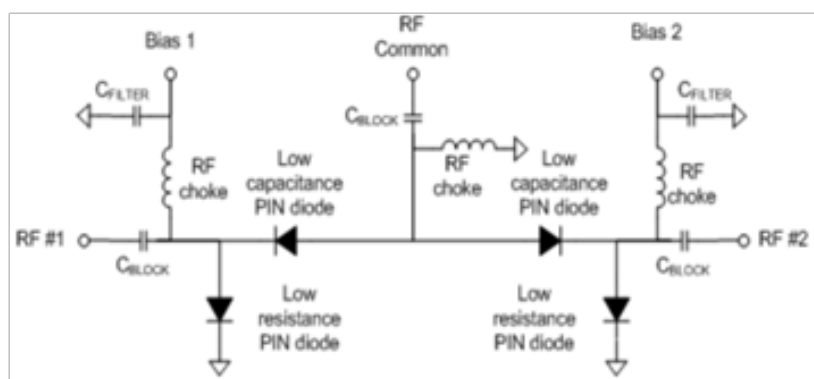 Bias 1
RF
Common
Bias 2
CFILTER
CFILTER
CBLOCK
RF
choke
Low
capacitance
PIN diode
RF
choke
Low
capacitance
PIN diode
RF
choke
RF #1
RF #2
CBLOCK
CBLOCK
Low
resistance
PIN diode
Low
resistance
PIN diode